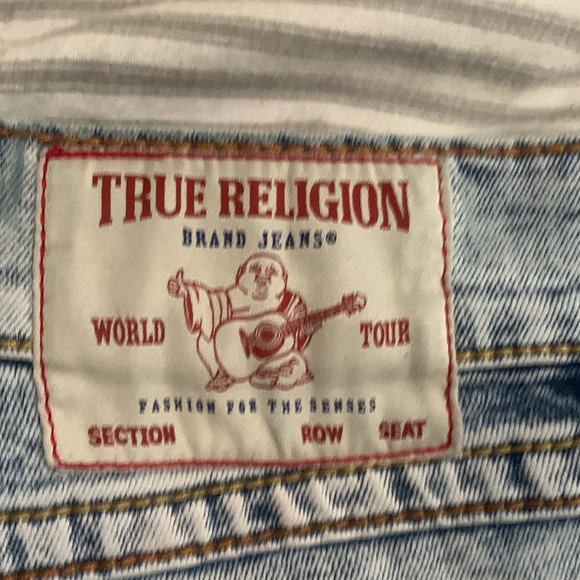 TRUE RELIGION
BRAND JEANS®
WORLD TOUR
FASHION FOR THE SENSES
SECTION ROW SEAT